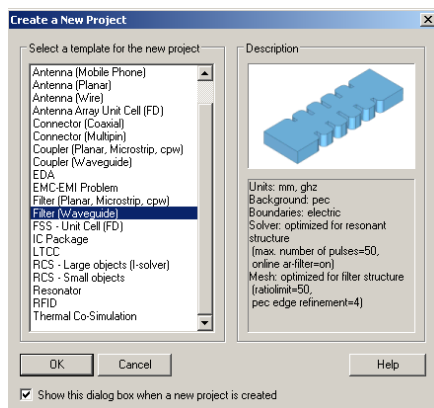 Create a New Project
Select a template for the new project
Antenna (Mobile Phone)
Antenna (Planar)
Antenna (Wire)
Antenna Array Unit Cell (FD)
Connector (Coaxial)
Connector (Multipin)
Coupler (Planar, Microstrip, cpw)
Coupler (Waveguide)
EDA
EMC-EMI Problem
Filter (Planar, Microstrip, cpw)
Filter (Waveguide)
FSS - Unit Cell (FD)
IC Package
LTCC
RCS - Large objects (I-solver)
RCS - Small objects
Resonator
RFID
Thermal Co-Simulation
Description
Units: mm, ghz
Background: pec
Boundaries: electric
Solver: optimized for resonant
structure
(max. number of pulses=50,
online ar-filter=on)
Mesh: optimized for filter structure
(ratiolimit=50,
pec edge refinement=4)
OK
Cancel
Help
Show this dialog box when a new project is created